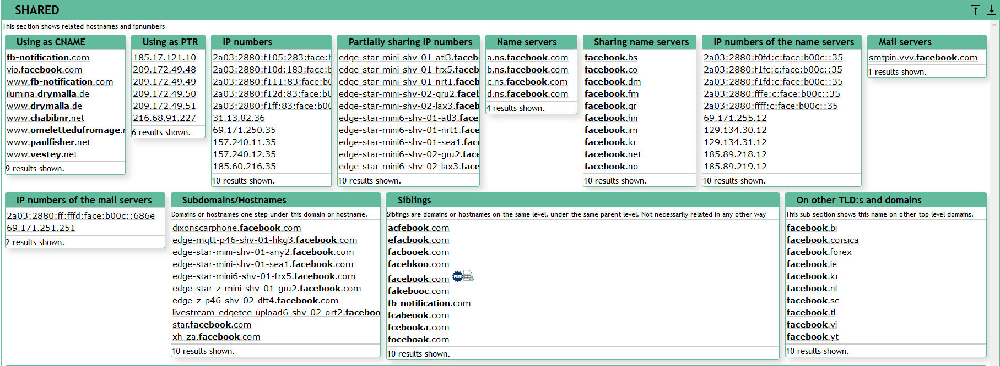 SHARED
This section shows related hostnames and ipnumbers
Using as CNAME
fb-notification.com
vip.facebook.com
www.fb-notification.com
ilumina.drymalla.de
www.drymalla.de
www.chabibnr.net
www.omelettedufromage.r
www.paulfisher.net
www.vestey.net
9 results shown.
Using as PTR
185.17.121.10
209.172.49.48
209.172.49.49
209.172.49.50
209.172.49.51
216.68.91.227
6 results shown.
IP numbers
2a03:2880:f105:283:face:b
2a03:2880:f10d:183:face:b
2a03:2880:f111:83:face:b0
2a03:2880:f12d:83:face:b0
2a03:2880:f1ff:83:face:b00
31.13.82.36
69.171.250.35
157.240.11.35
157.240.12.35
185.60.216.35
10 results shown.
Partially sharing IP numbers
edge-star-mini-shv-01-atl3.faceb
edge-star-mini-shv-01-frx5.faceb
edge-star-mini-shv-01-nrt1.faceb
edge-star-mini-shv-02-gru2.faceb
edge-star-mini-shv-02-lax3.faceb
edge-star-mini6-shv-01-atl3.facel
edge-star-mini6-shv-01-nrt1.face
edge-star-mini6-shv-01-sea1.face
edge-star-mini6-shv-02-gru2.face
edge-star-mini6-shv-02-lax3.face
10 results shown.
Name servers
a.ns.facebook.com
b.ns.facebook.com
c.ns.facebook.com
d.ns.facebook.com
4 results shown.
Sharing name servers
facebook.bs
facebook.co
facebook.dm
facebook.fm
facebook.gr
facebook.hn
facebook.im
facebook.kr
facebook.net
facebook.no
10 results shown.
IP numbers of the name servers
2a03:2880:f0fd:c:face:b00c::35
2a03:2880:f1fc:c:face:b00c::35
2a03:2880:f1fd:c:face:b00c::35
2a03:2880:fffe:c:face:b00c::35
2a03:2880:ffff:c:face:b00c::35
69.171.255.12
129.134.30.12
129.134.31.12
185.89.218.12
185.89.219.12
10 results shown.
Mail servers
smtpin.vvv.facebook.com
1 results shown.
IP numbers of the mail servers
2a03:2880:ff:fffd:face:b00c::686e
69.171.251.251
2 results shown.
Subdomains/Hostnames
Domains or hostnames one step under this domain or hostname.
dixonscarphone.facebook.com
edge-mqtt-p46-shv-01-hkg3.facebook.com
edge-star-mini-shv-01-any2.facebook.com
edge-star-mini-shv-01-sea1.facebook.com
edge-star-mini6-shv-01-frx5.facebook.com
edge-star-z-mini-shv-01-gru2.facebook.com
edge-z-p46-shv-02-dft4.facebook.com
livestream-edgetee-upload6-shv-02-ort2.faceboo
star.facebook.com
xh-za.facebook.com
10 results shown.
Siblings
Siblings are domains or hostnames on the same level, under the same parent level. Not necessarily related in any other way
acfebook.com
efacbook.com
facbooek.com
facebkoo.com
facebook.com FREE
fakebooc.com
fb-notification.com
fcabeook.com
fcebooka.com
foceboak.com
10 results shown.
On other TLD:s and domains
This sub section shows this name on other top level domains.
facebook.bi
facebook.corsica
facebook.forex
facebook.ie
facebook.kr
facebook.nl
facebook.sc
facebook.tl
facebook.vi
facebook.yt
10 results shown.